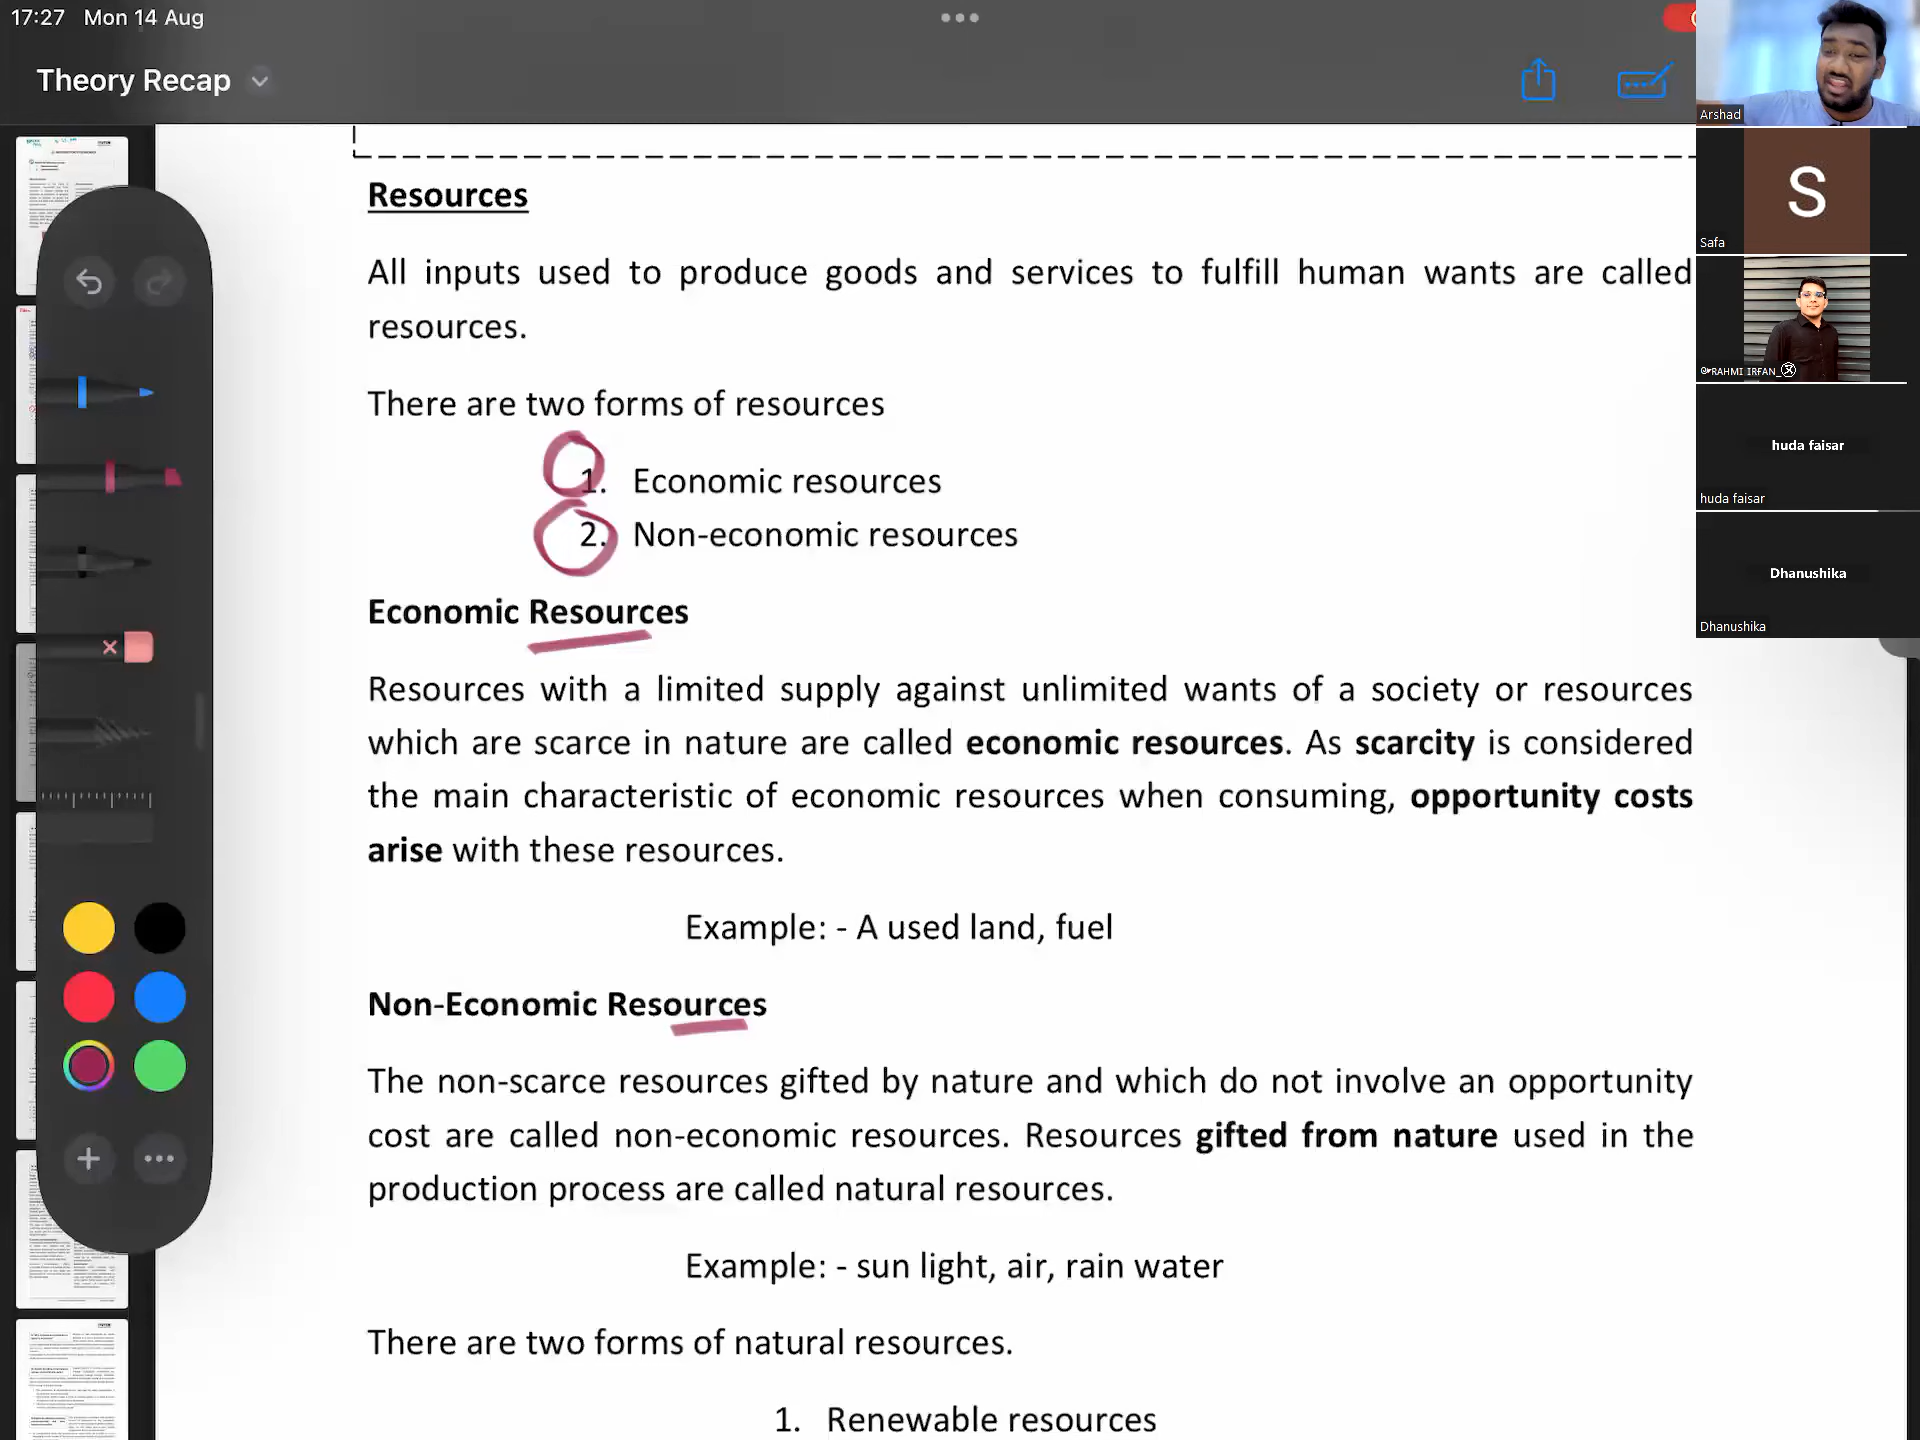 17:27 Mon 14 Aug
Theory Recap
Arshad
S
Safa
RAHMI IRFAN_
huda faisar
huda faisar
Dhanushika
Dhanushika
Resources
All inputs used to produce goods and services to fulfill human wants are called
resources.
There are two forms of resources
1. Economic resources
2. Non-economic resources
Economic Resources
Resources with a limited supply against unlimited wants of a society or resources
which are scarce in nature are called economic resources. As scarcity is considered
the main characteristic of economic resources when consuming, opportunity costs
arise with these resources.
Example: - A used land, fuel
Non-Economic Resources
The non-scarce resources gifted by nature and which do not involve an opportunity
cost are called non-economic resources. Resources gifted from nature used in the
production process are called natural resources.
Example: - sun light, air, rain water
There are two forms of natural resources.
1. Renewable resources